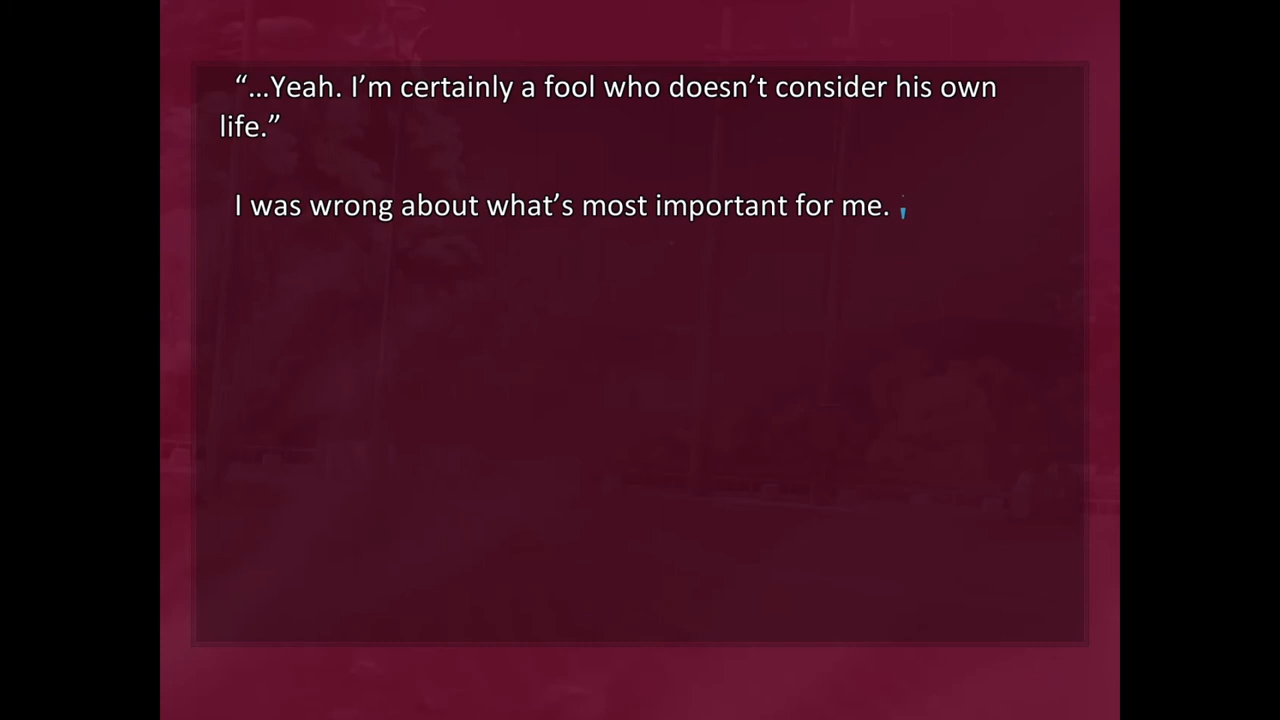 “…Yeah. I’m certainly a fool who doesn’t consider his own
life.”
I was wrong about what’s most important for me.